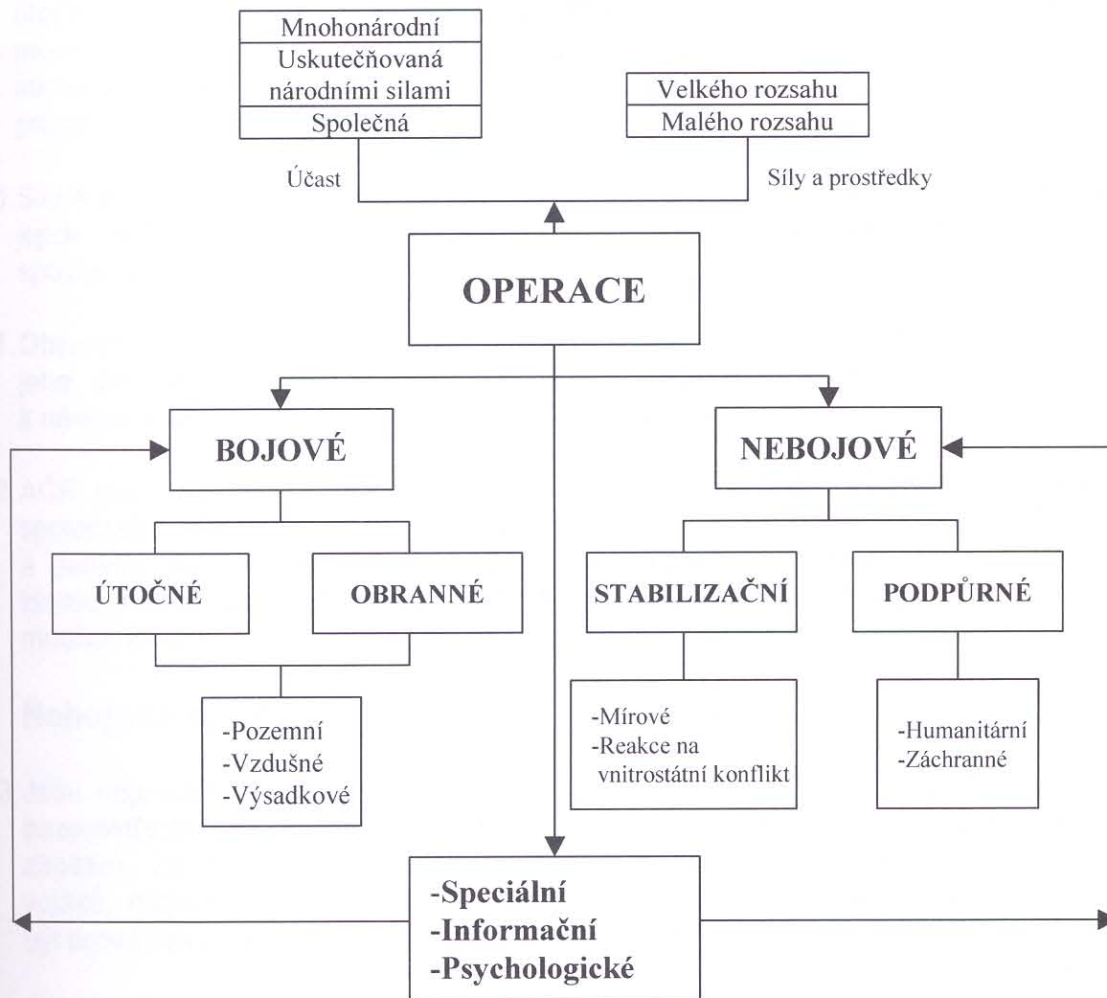 Mnohonárodní
Uskutečňovaná
národními silami
Společná
Velkého rozsahu
Malého rozsahu
Účast
Síly a prostředky
OPERACE
BOJOVÉ
NEBOJOVÉ
ÚTOČNÉ
OBRANNÉ
STABILIZAČNÍ
PODPŮRNÉ
-Pozemní
-Vzdušné
-Výsadkové
-Mírové
-Reakce na
vnitrostátní konflikt
-Humanitární
-Záchranné
-Speciální
-Informační
-Psychologické